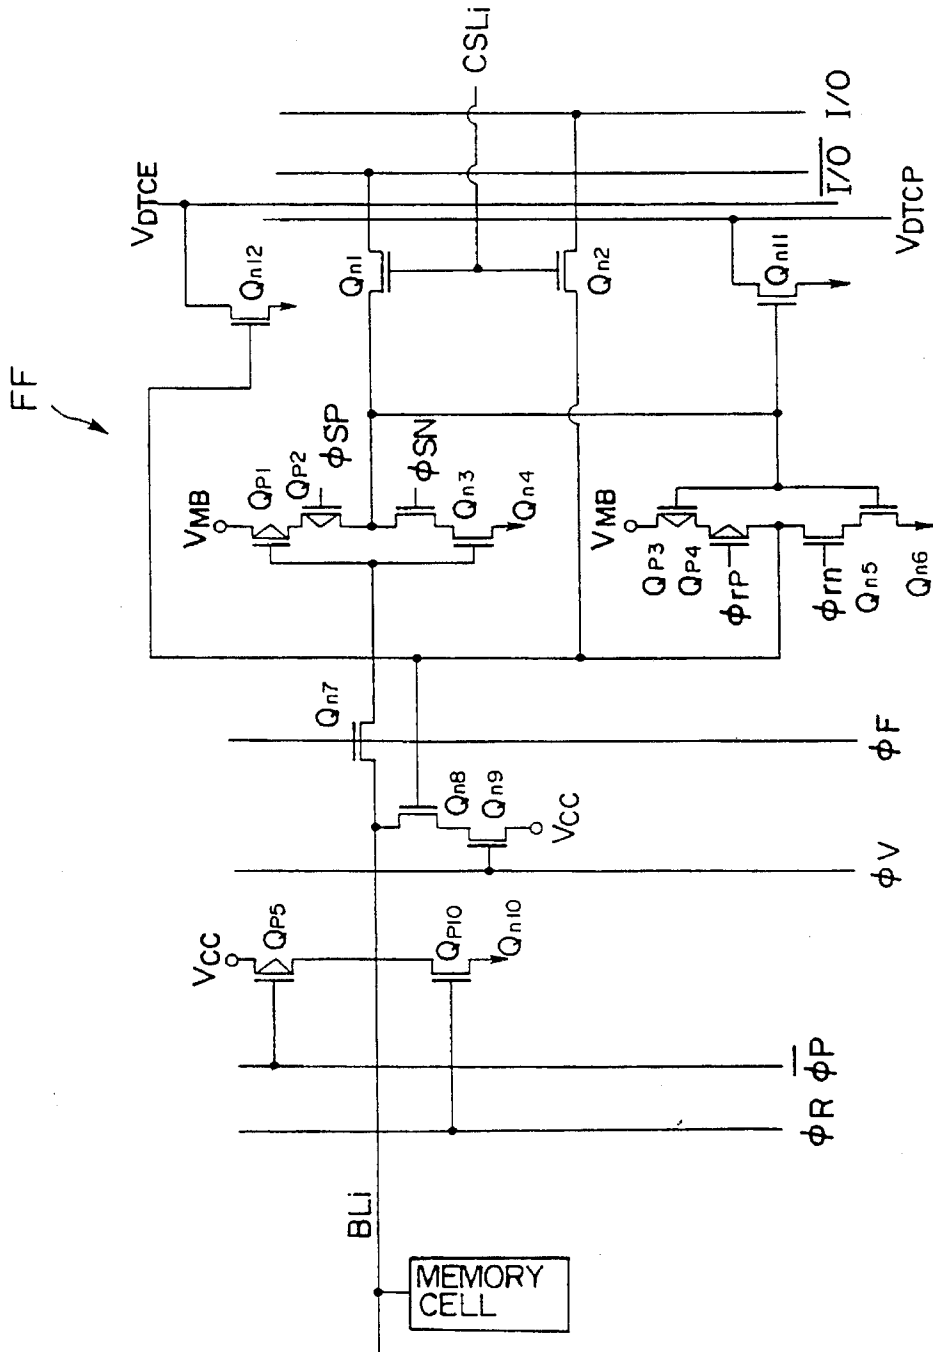 FF
VDTCE
Qn12
CSLi
Qn1
Qn2
I/O
I/O
VDTCP
Qn11
VMB
QP1
QP2
ϕSP
ϕSN
Qn3
Qn4
VMB
QP3
QP4
ϕrP
ϕrn
Qn5
Qn6
Qn7
ϕF
Qn8
Qn9
VCC
ϕV
VCC
QP5
QP10
Qn10
ϕP
ϕR
BLi
MEMORY
CELL